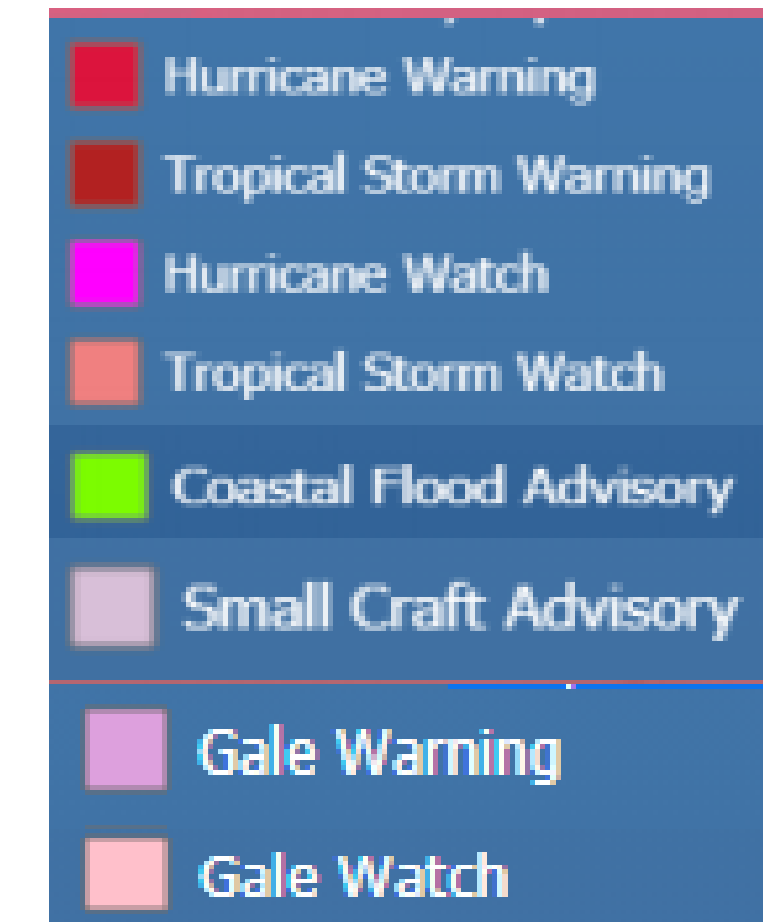 Hurricane Warning
Tropical Storm Warning
Hurricane Watch
Tropical Storm Watch
Coastal Flood Advisory
Small Craft Advisory
Gale Warning
Gale Watch